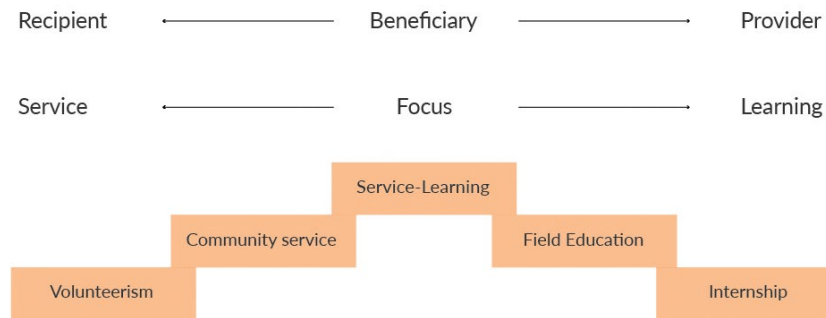 Recipient Beneficiary Provider
Service Focus Learning
Service-Learning
Community service Field Education
Volunteerism Internship